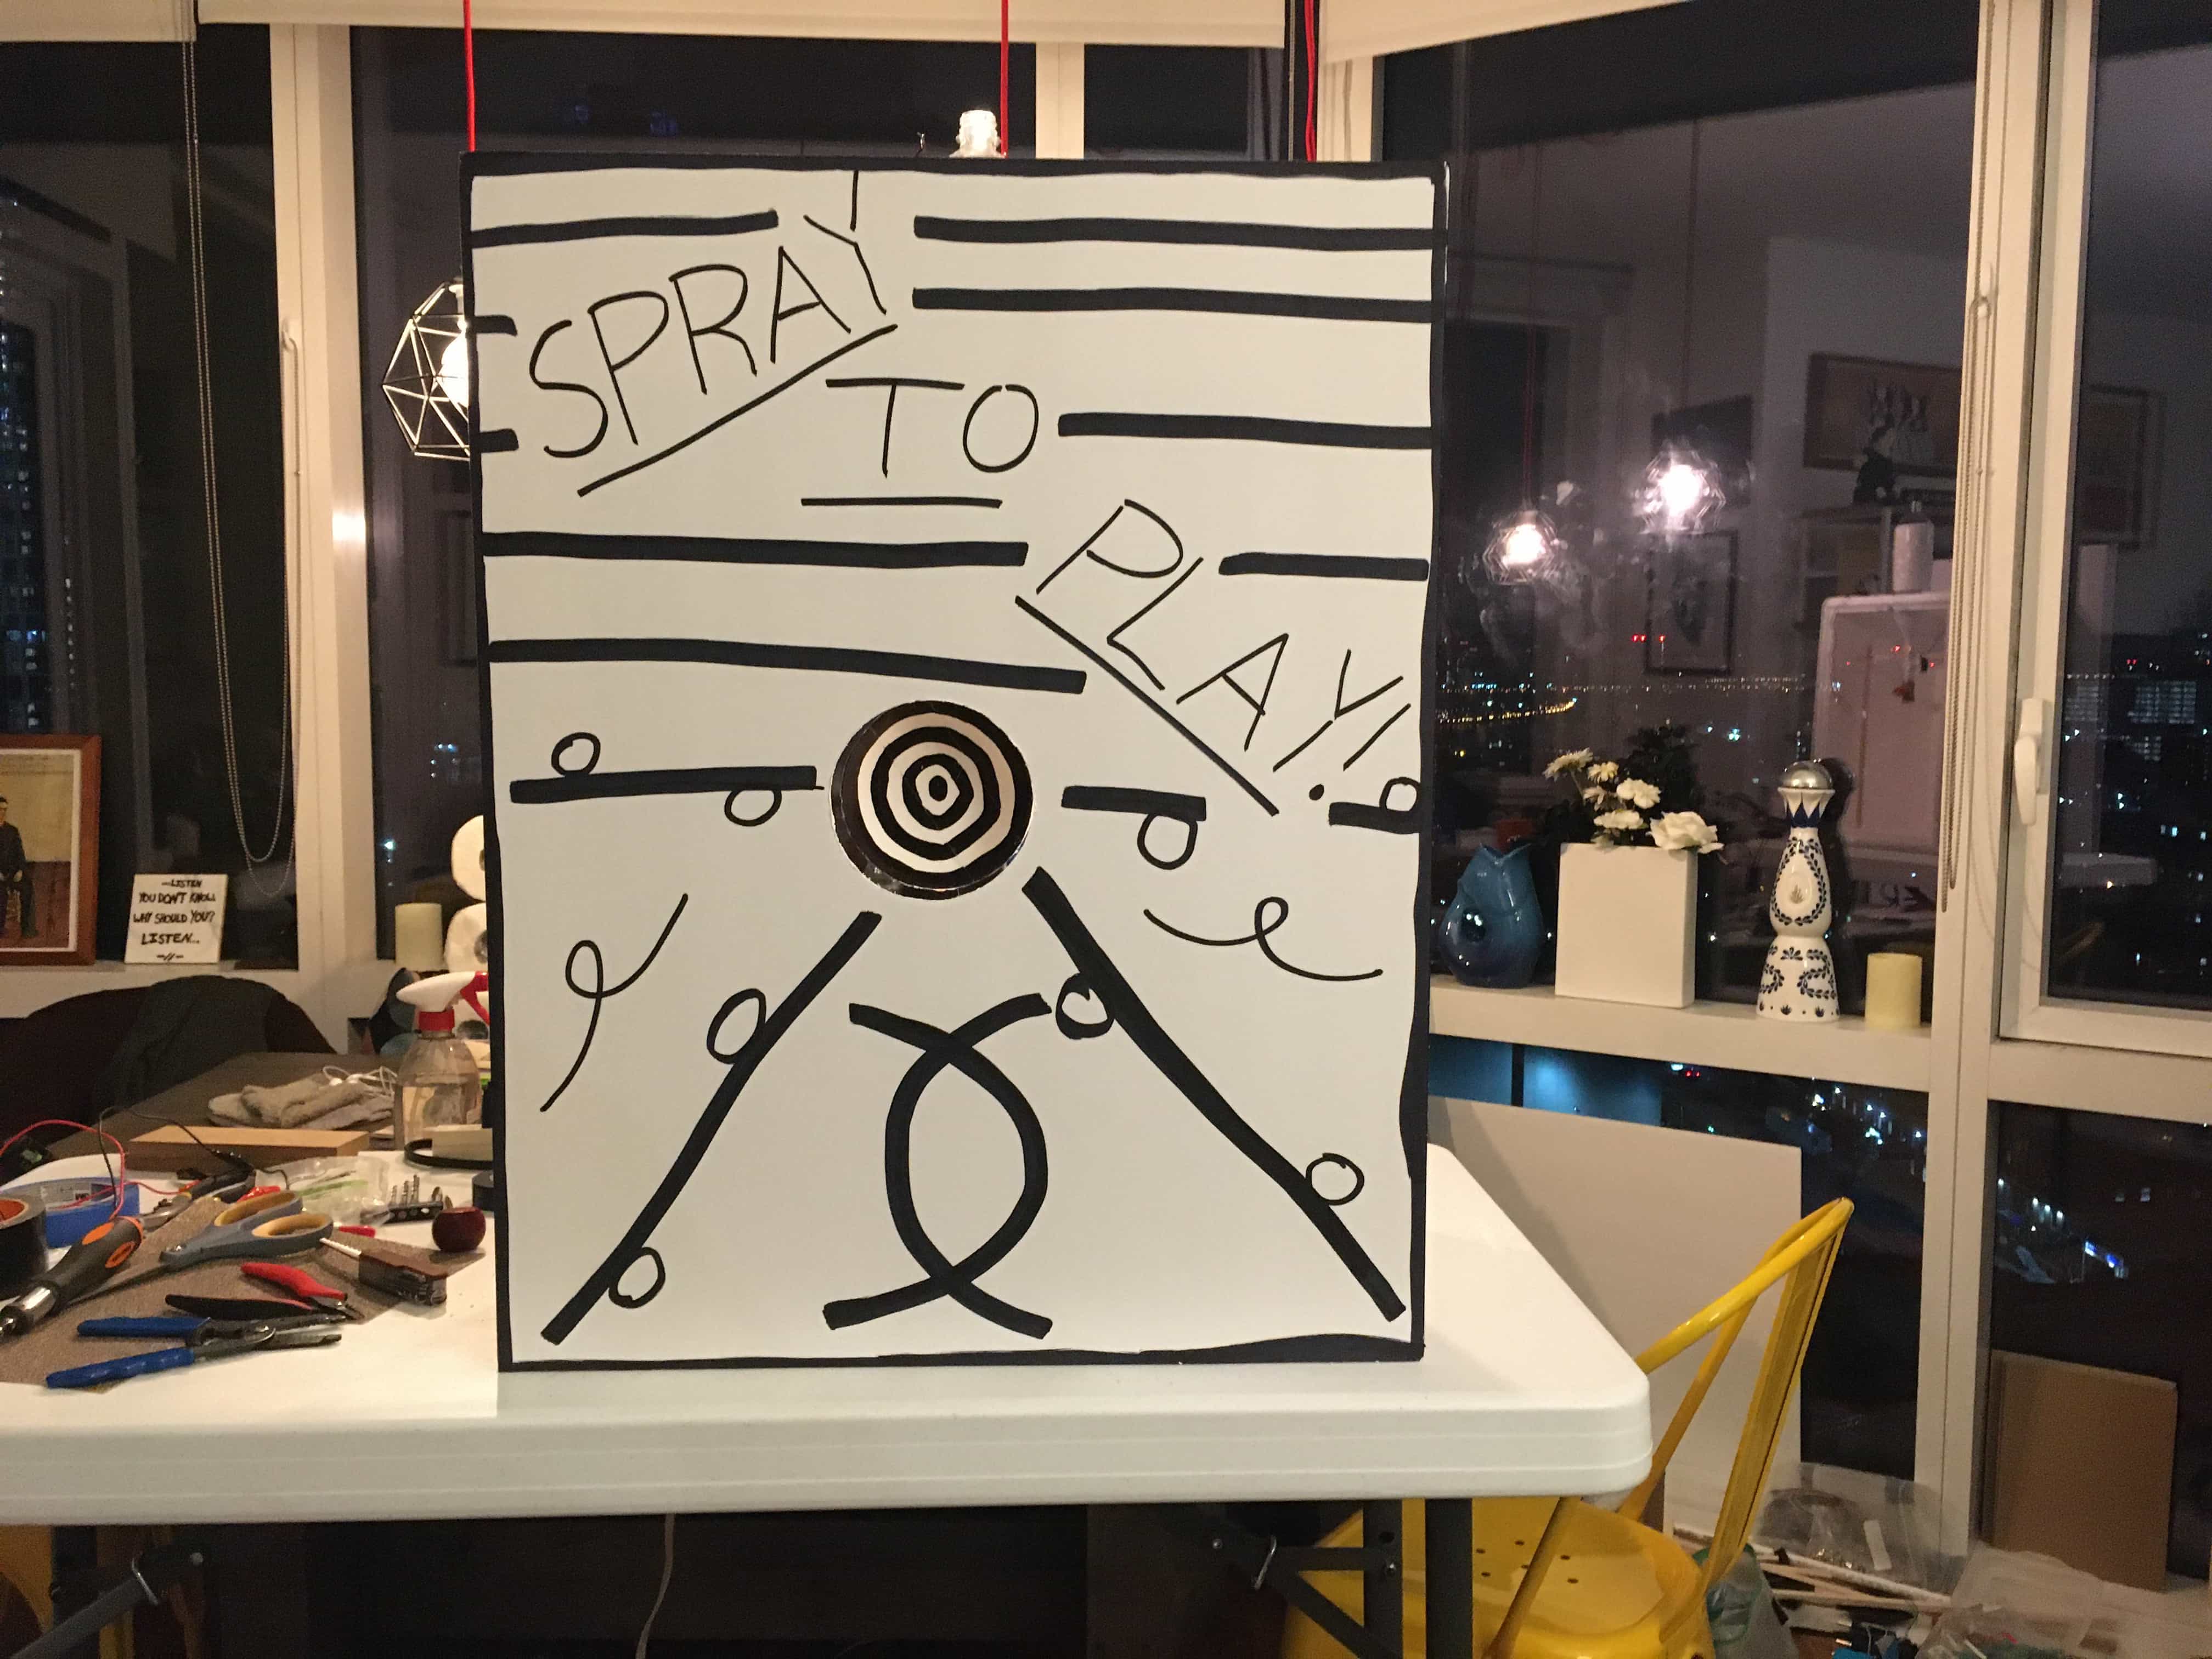 SPRAY
TO
PLAY!
—LISTEN
YOU DON'T KNOW.
WHY SHOULD YOU?
LISTEN...
—//—